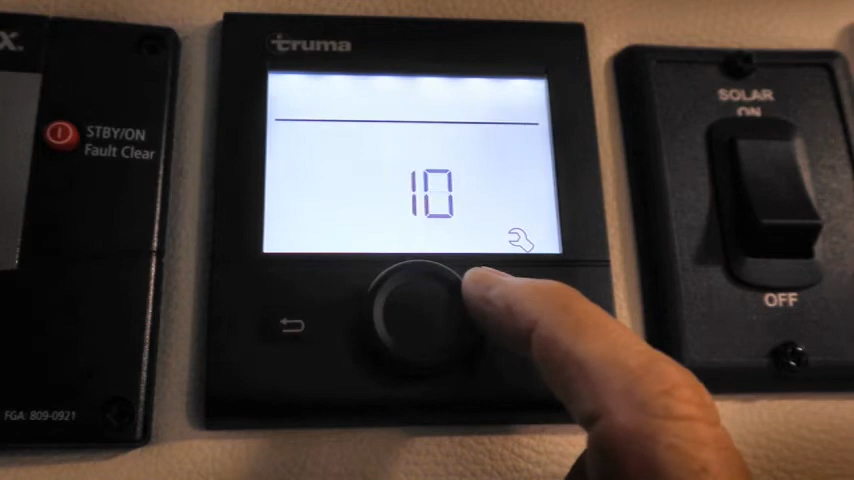 X.
STBY/ON
Fault Clear
FGA: 809-0921
truma
10
SOLAR
ON
OFF